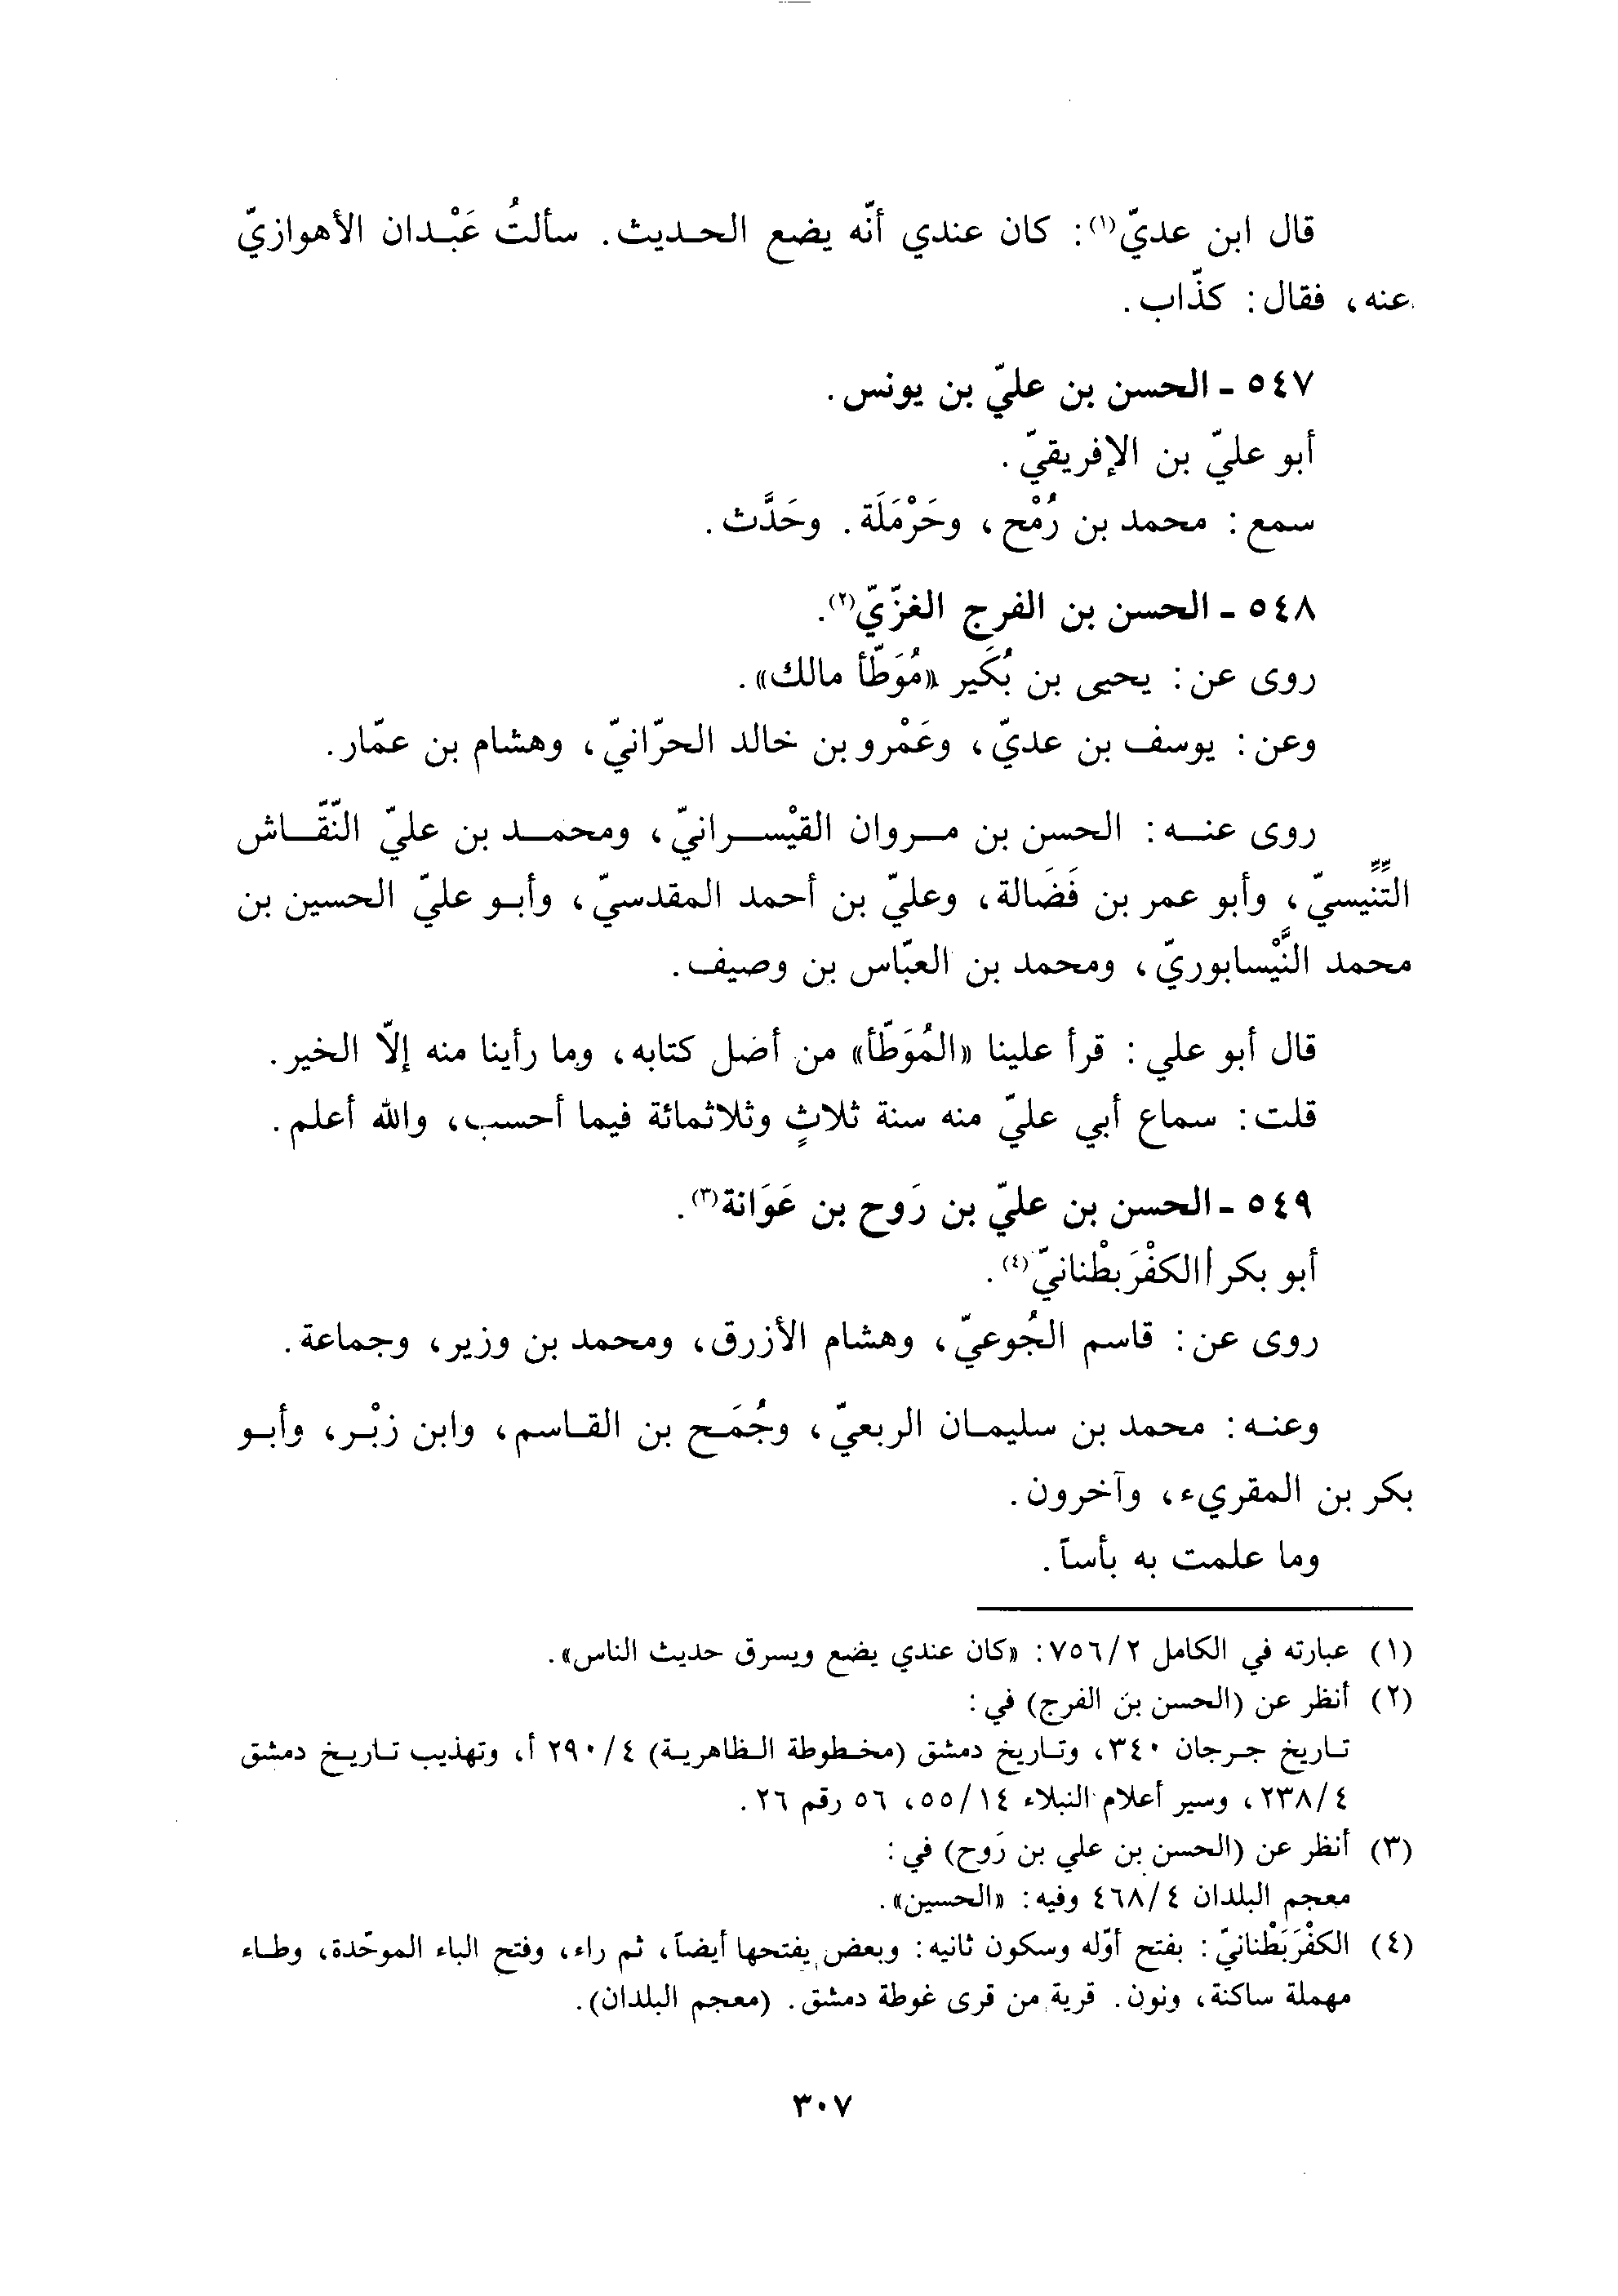 قال ابن عديّ(١): كان عندي أنّه يضع الحديث. سألتُ عَبْدان الأهوازيّ
عنه، فقال: كذّاب.
٥٤٧ - الحسن بن عليّ بن يونس.
أبو عليّ بن الإفريقيّ.
سمع: محمد بن رُمْح، وحَرْمَلَة. وحَدَّث.
٥٤٨ - الحسن بن الفرج الغزّيّ(٢).
روى عن: يحيى بن بُكَير «مُوَطّأ مالك».
وعن: يوسف بن عديّ، وعَمْرو بن خالد الحرّانيّ، وهشام بن عمّار.
روى عنه: الحسن بن مروان القيْسرانيّ، ومحمد بن عليّ النّقّاش
التِّنِّيسيّ، وأبو عمر بن فَضَالة، وعليّ بن أحمد المقدسيّ، وأبو عليّ الحسين بن
محمد النَّيْسابوريّ، ومحمد بن العبّاس بن وصيف.
قال أبو علي: قرأ علينا «المُوَطّأ» من أصل كتابه، وما رأينا منه إلّا الخير.
قلت: سماع أبي عليّ منه سنة ثلاثٍ وثلاثمائة فيما أحسب، والله أعلم.
٥٤٩ - الحسن بن عليّ بن رَوح بن عَوَانة(٣).
أبو بكر الكفْرَبطْنانيّ(٤).
روى عن: قاسم الجُوعيّ، وهشام الأزرق، ومحمد بن وزير، وجماعة.
وعنه: محمد بن سليمان الربعيّ، وجُمَح بن القاسم، وابن زبْر، وأبو
بكر بن المقريء، وآخرون.
وما علمت به بأساً.
(١) عبارته في الكامل ٧٥٦/٢: «كان عندي يضع ويسرق حديث الناس».
(٢) أنظر عن (الحسن بن الفرج) في:
تاريخ جرجان ٣٤٠، وتاريخ دمشق (مخطوطة الظاهرية) ٢٩٠/٤ أ، وتهذيب تاريخ دمشق
٢٣٨/٤، وسير أعلام النبلاء ٥٥/١٤، ٥٦ رقم ٢٦.
(٣) أنظر عن (الحسن بن علي بن رَوح) في:
معجم البلدان ٤٦٨/٤ وفيه: «الحسين».
(٤) الكفْرَبَطْنانيّ: بفتح أوّله وسكون ثانيه: وبعض يفتحها أيضاً، ثم راء، وفتح الباء الموحّدة، وطاء
مهملة ساكنة، ونون. قرية من قرى غوطة دمشق. (معجم البلدان).
٣٠٧